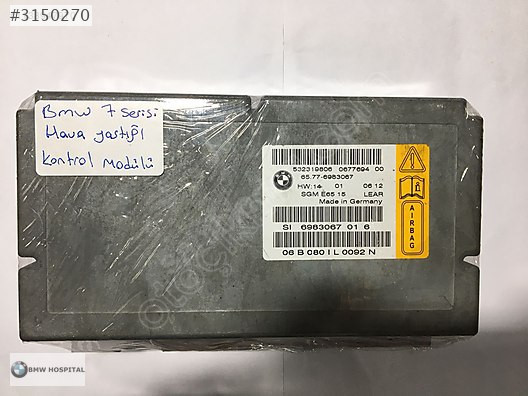 #3150270
Bmw 7 serisi
Hava yastığı
kontrol modülü
532319806 0677694 00
65.77-6983067
HW:14 01 06 12
SGM E65 15 LEAR
Made in Germany
SI 6983067 01 6
06 B 080 I L 0092 N
AIRBAG
BMW HOSPITAL